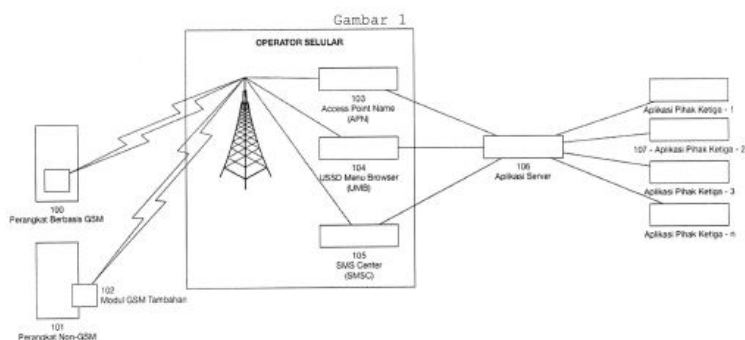 Gambar 1
OPERATOR SELULAR
103
Access Point Name
(APN)
104
USSD Menu Browser
(UMB)
105
SMS Center
(SMSC)
100
Perangkat Berbasis GSM
102
Modul GSM Tambahan
101
Perangkat Non-GSM
106
Aplikasi Server
Aplikasi Pihak Ketiga - 1
107 - Aplikasi Pihak Ketiga - 2
Aplikasi Pihak Ketiga - 3
Aplikasi Pihak Ketiga - n